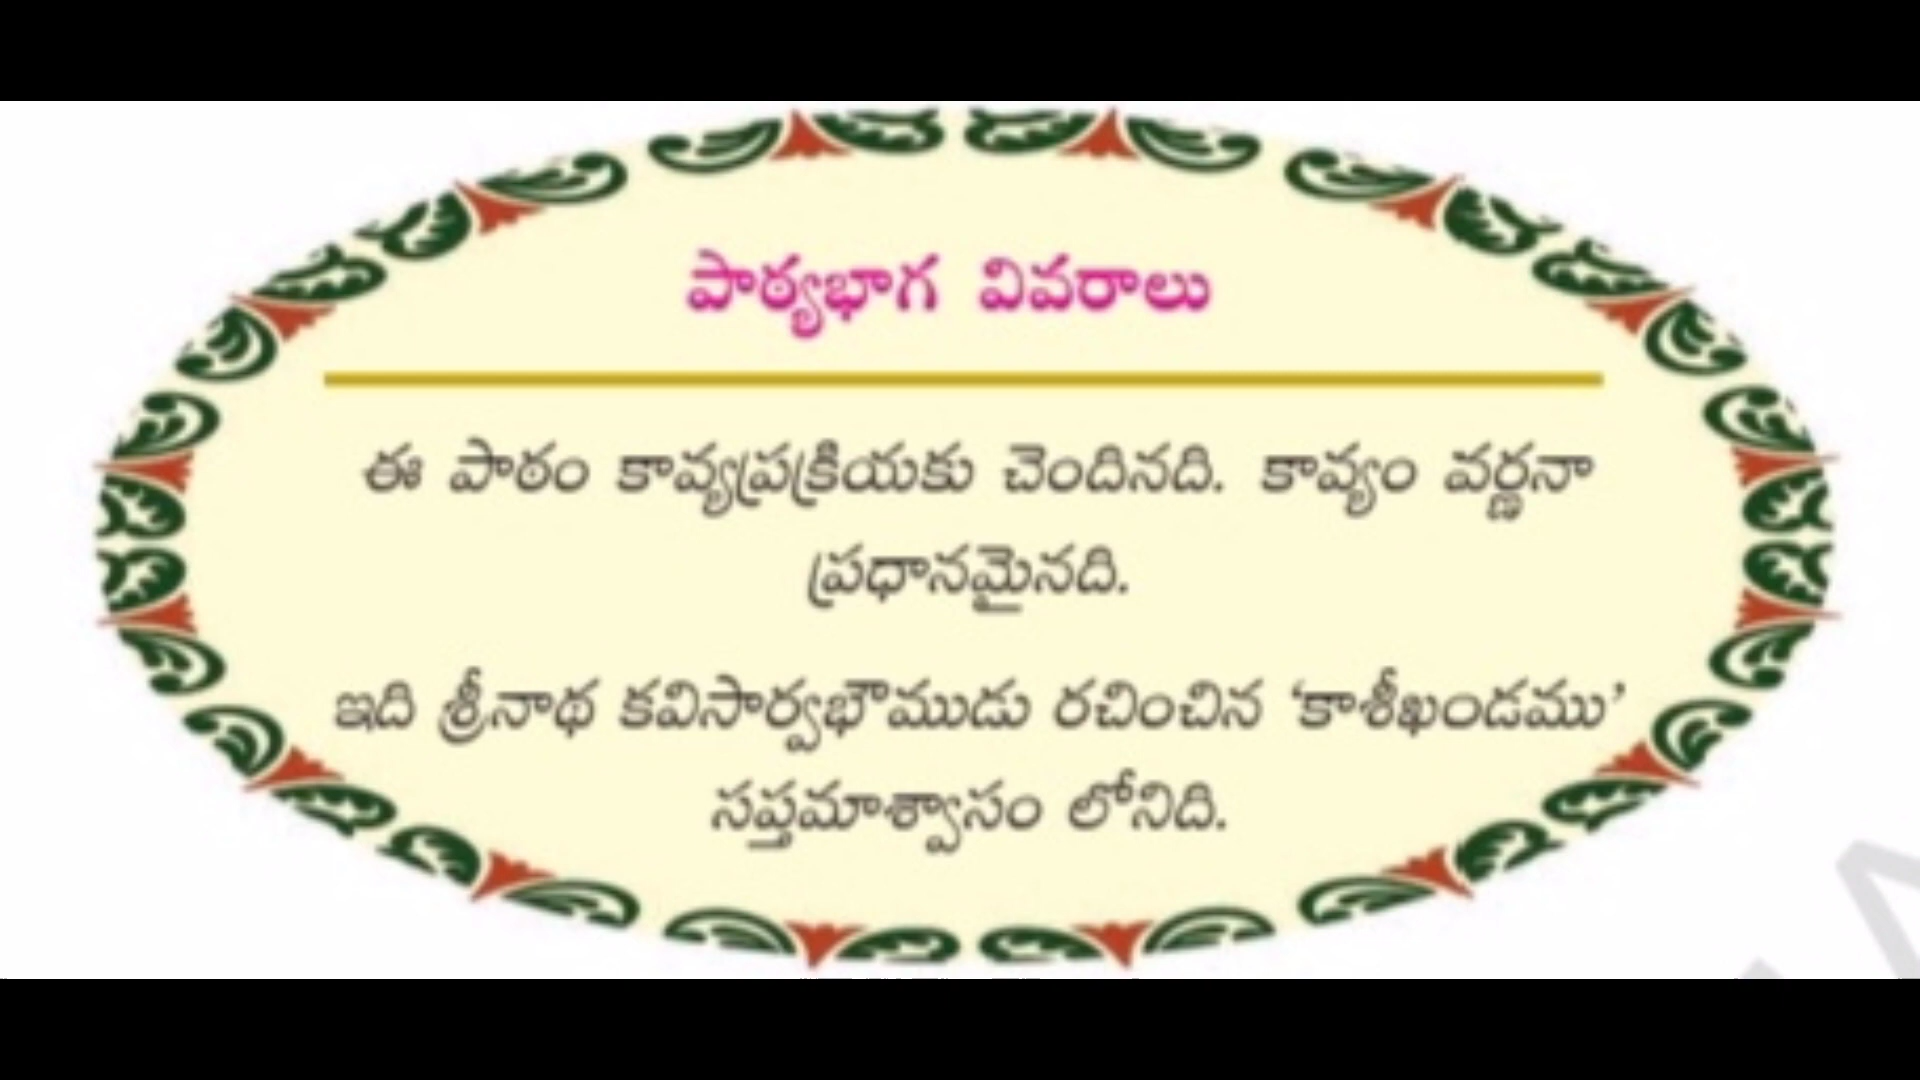 పాఠ్యభాగ వివరాలు
ఈ పాఠం కావ్యప్రక్రియకు చెందినది. కావ్యం వర్ణనా
ప్రధానమైనది.
ఇది శ్రీనాథ కవిసార్వభౌముడు రచించిన ‘కాశీఖండము’
సప్తమాశ్వాసం లోనిది.